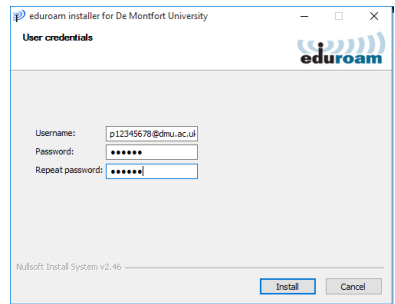 eduroam installer for De Montfort University
User credentials
eduroam
Username: p12345678@dmu.ac.uk
Password: ●●●●●●
Repeat password: ●●●●●●
Nullsoft Install System v2.46
Install Cancel